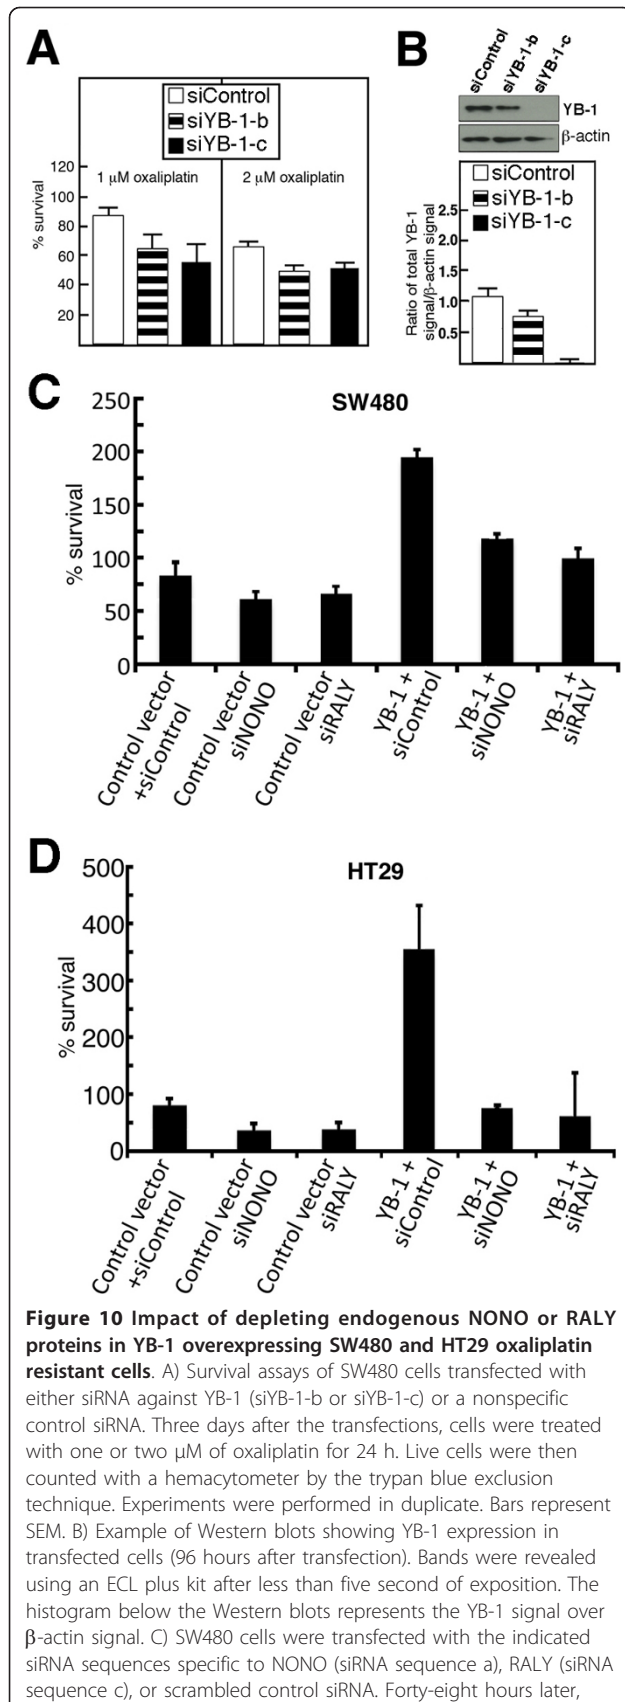 A
siControl
siYB-1-b
siYB-1-c
120
100
80
60
40
20
% survival
1 µM oxaliplatin
2 µM oxaliplatin
B
siControl
siYB-1-b
siYB-1-c
YB-1
β-actin
siControl
siYB-1-b
siYB-1-c
2.5
2.0
1.5
1.0
0.5
Ratio of total YB-1
signal/β-actin signal
C
SW480
250
200
150
100
50
0
% survival
Control vector
+siControl
Control vector
siNONO
Control vector
siRALY
YB-1 +
siControl
YB-1 +
siNONO
YB-1 +
siRALY
D
HT29
500
400
300
200
100
0
% survival
Control vector
+siControl
Control vector
siNONO
Control vector
siRALY
YB-1 +
siControl
YB-1 +
siNONO
YB-1 +
siRALY
Figure 10 Impact of depleting endogenous NONO or RALY
proteins in YB-1 overexpressing SW480 and HT29 oxaliplatin
resistant cells. A) Survival assays of SW480 cells transfected with
either siRNA against YB-1 (siYB-1-b or siYB-1-c) or a nonspecific
control siRNA. Three days after the transfections, cells were treated
with one or two µM of oxaliplatin for 24 h. Live cells were then
counted with a hemacytometer by the trypan blue exclusion
technique. Experiments were performed in duplicate. Bars represent
SEM. B) Example of Western blots showing YB-1 expression in
transfected cells (96 hours after transfection). Bands were revealed
using an ECL plus kit after less than five second of exposition. The
histogram below the Western blots represents the YB-1 signal over
β-actin signal. C) SW480 cells were transfected with the indicated
siRNA sequences specific to NONO (siRNA sequence a), RALY (siRNA
sequence c), or scrambled control siRNA. Forty-eight hours later,